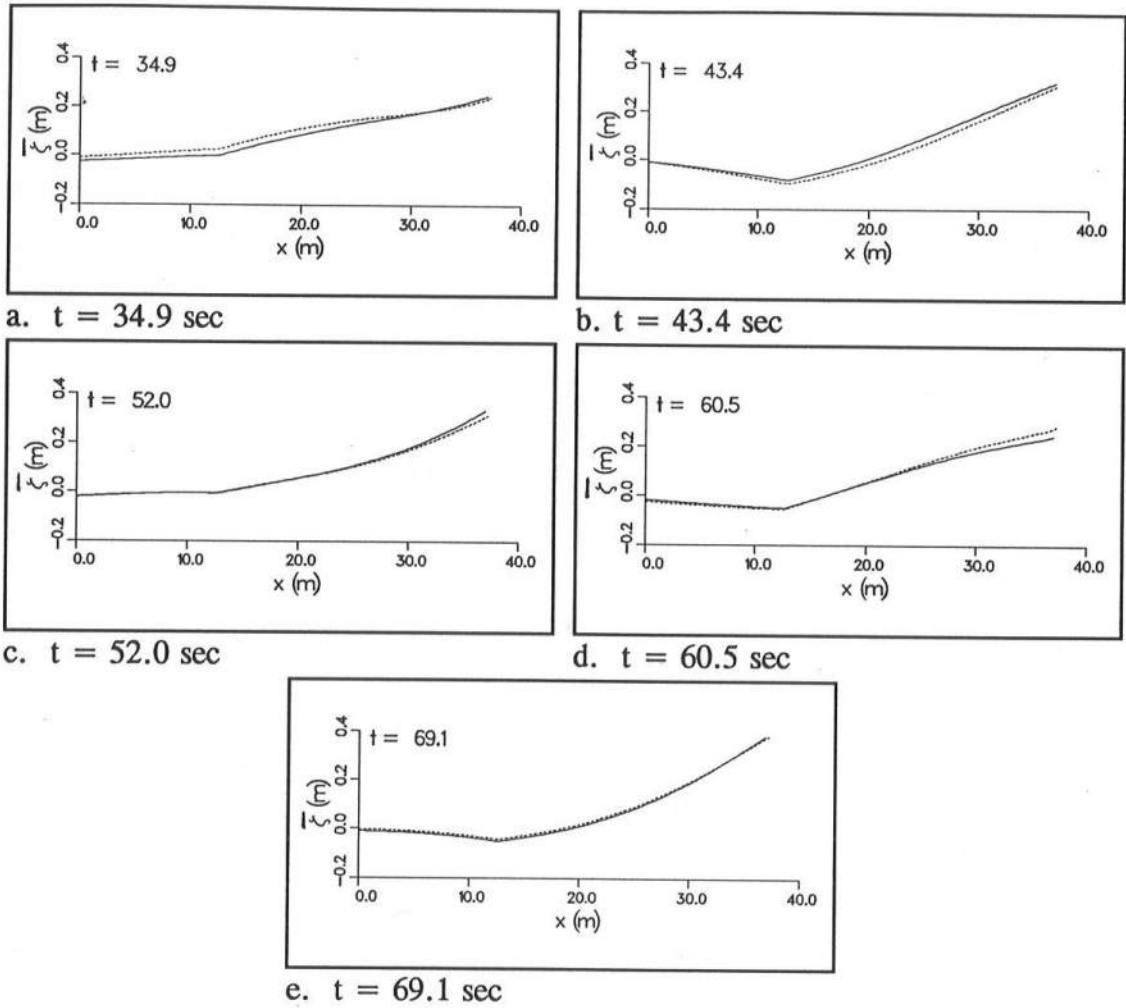 0.4
t = 34.9
0.2
ζ (m)
0.0
−0.2
0.0 10.0 20.0 30.0 40.0
x (m)
a. t = 34.9 sec
0.4
t = 43.4
0.2
ζ (m)
0.0
−0.2
0.0 10.0 20.0 30.0 40.0
x (m)
b. t = 43.4 sec
0.4
t = 52.0
0.2
ζ (m)
0.0
−0.2
0.0 10.0 20.0 30.0 40.0
x (m)
c. t = 52.0 sec
0.4
t = 60.5
0.2
ζ (m)
0.0
−0.2
0.0 10.0 20.0 30.0 40.0
x (m)
d. t = 60.5 sec
0.4
t = 69.1
0.2
ζ (m)
0.0
−0.2
0.0 10.0 20.0 30.0 40.0
x (m)
e. t = 69.1 sec